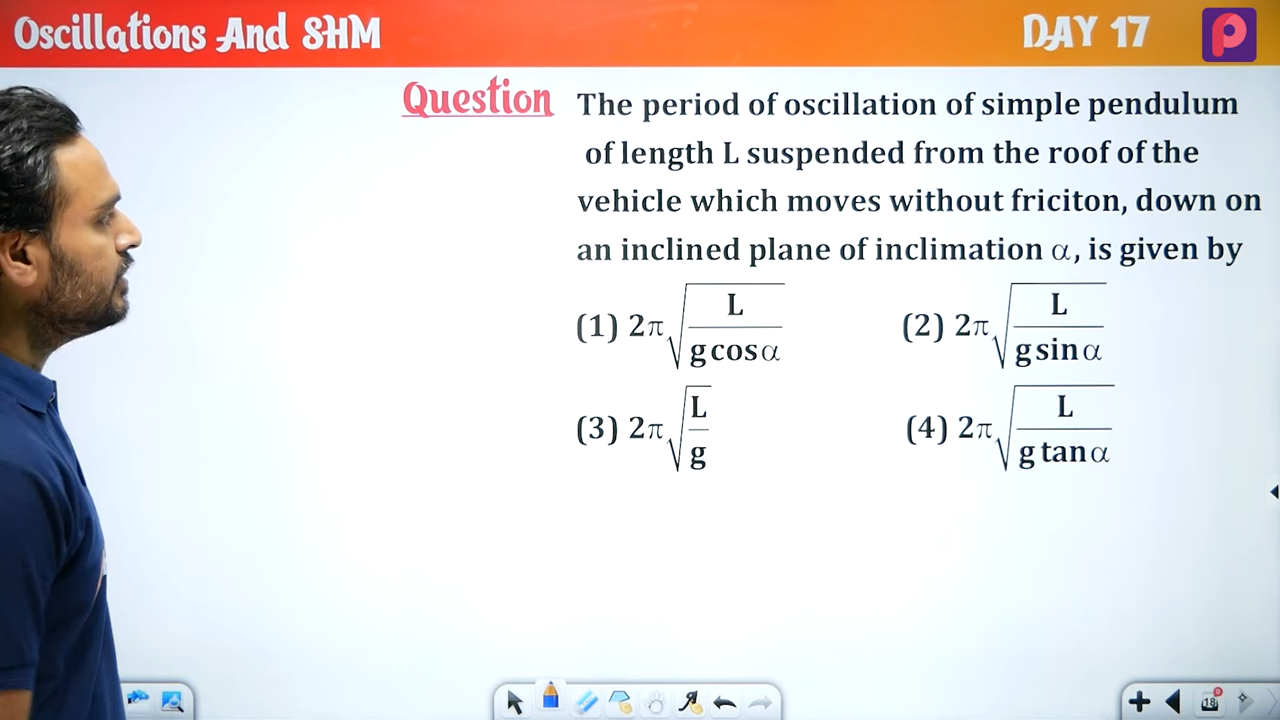 Oscillations And SHM
DAY 17
Question
The period of oscillation of simple pendulum
of length L suspended from the roof of the
vehicle which moves without friciton, down on
an inclined plane of inclimation α, is given by
(1) 2π√(L/(g cos α)) (2) 2π√(L/(g sin α))
(3) 2π√(L/g) (4) 2π√(L/(g tan α))
18